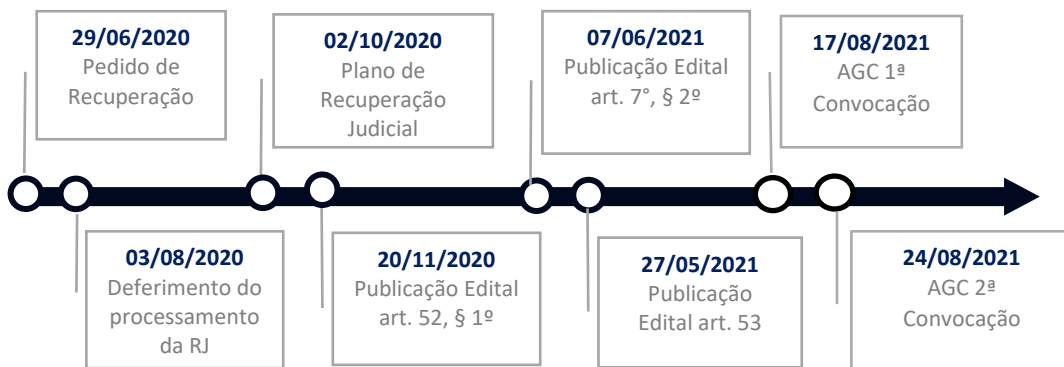 29/06/2020
Pedido de
Recuperação
02/10/2020
Plano de
Recuperação
Judicial
07/06/2021
Publicação Edital
art. 7°, § 2º
17/08/2021
AGC 1ª
Convocação
03/08/2020
Deferimento do
processamento
da RJ
20/11/2020
Publicação Edital
art. 52, § 1º
27/05/2021
Publicação
Edital art. 53
24/08/2021
AGC 2ª
Convocação